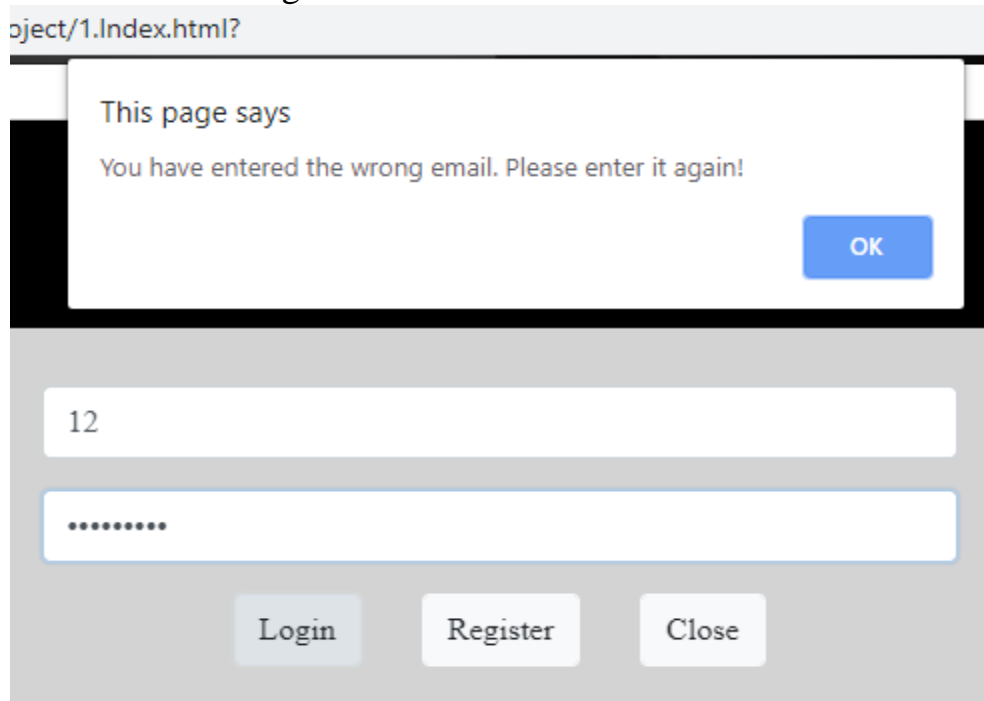 oject/1.Index.html?
This page says
You have entered the wrong email. Please enter it again!
OK
12
•••••••••
Login Register Close